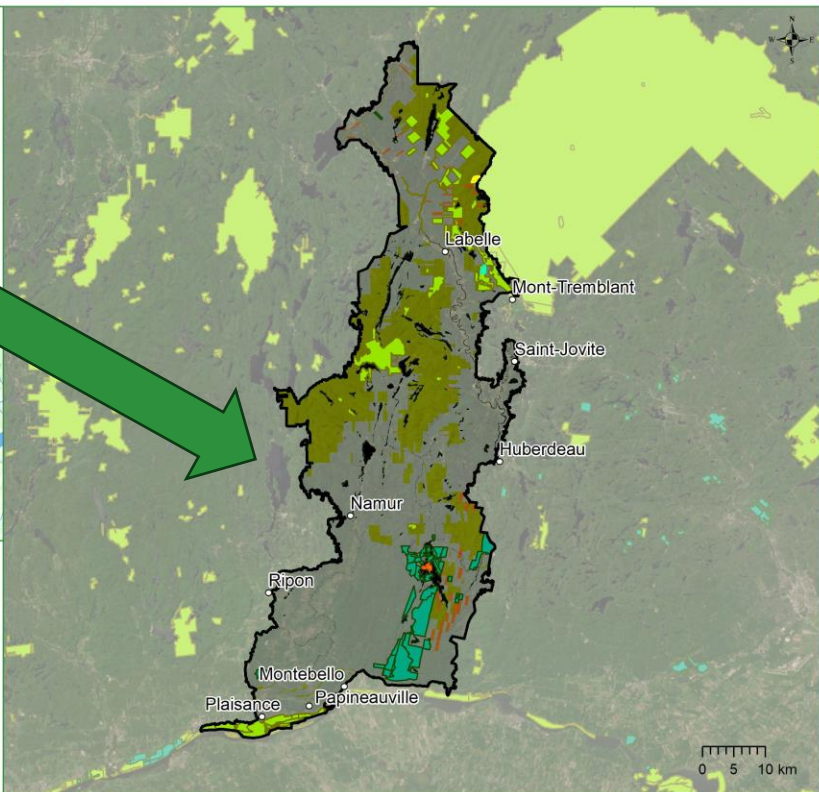 N
W E
S
Labelle
Mont-Tremblant
Saint-Jovite
Huberdeau
Namur
Ripon
Montebello
Papineauville
Plaisance
0 5 10 km